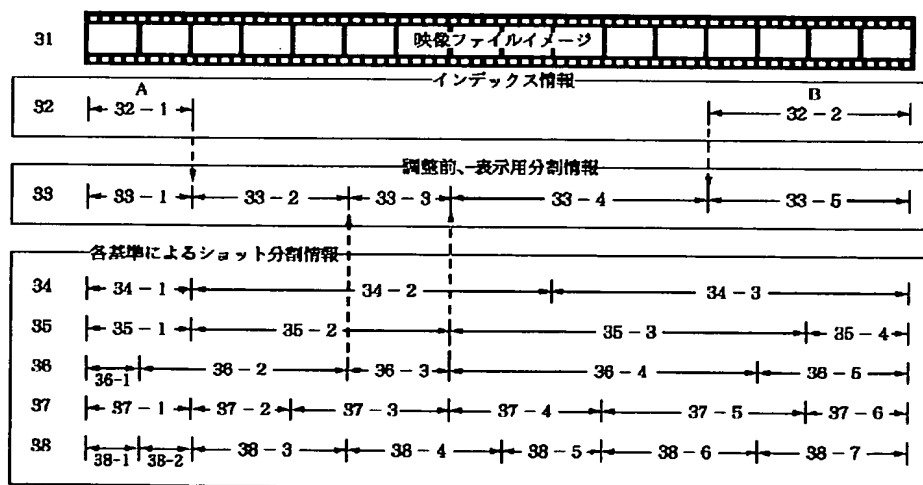 31 映像ファイルイメージ
インデックス情報
A B
32 32-1 32-2
調整前、表示用分割情報
33 33-1 33-2 33-3 33-4 33-5
各基準によるショット分割情報
34 34-1 34-2 34-3
35 35-1 35-2 35-3 35-4
36 36-1 36-2 36-3 36-4 36-5
37 37-1 37-2 37-3 37-4 37-5 37-6
38 38-1 38-2 38-3 38-4 38-5 38-6 38-7